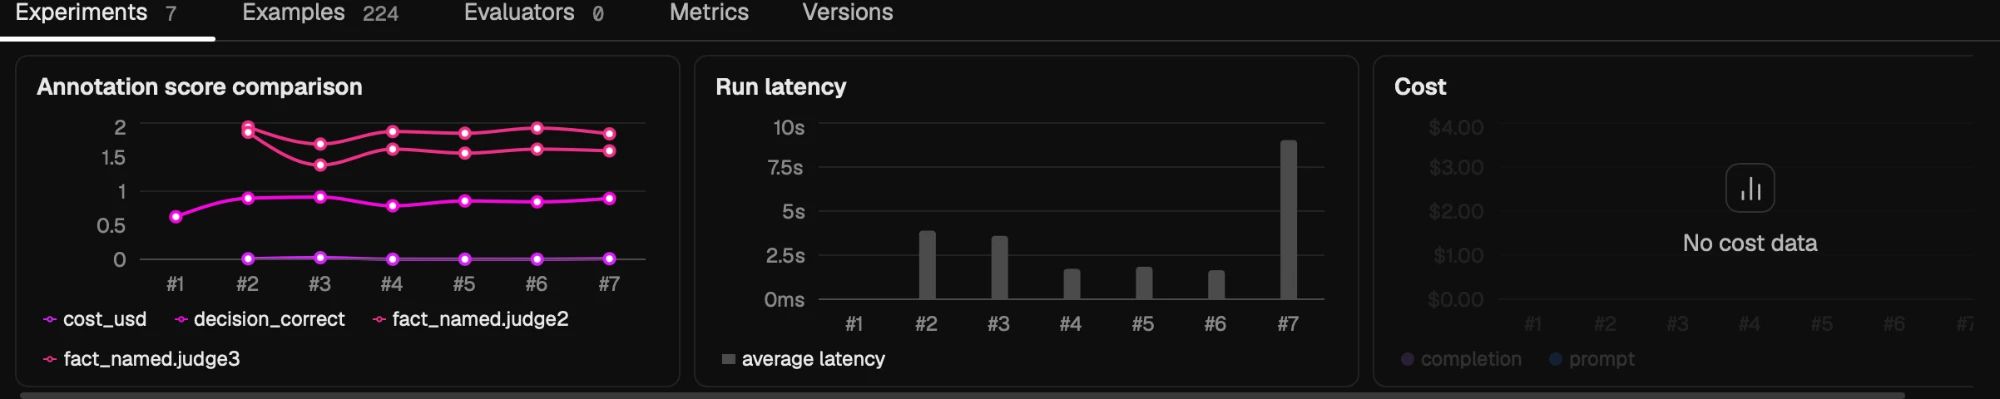 Experiments 7 Examples 224 Evaluators 0 Metrics Versions
Annotation score comparison
2
1.5
1
0.5
0
#1 #2 #3 #4 #5 #6 #7
cost_usd decision_correct fact_named.judge2
fact_named.judge3
Run latency
10s
7.5s
5s
2.5s
0ms
#1 #2 #3 #4 #5 #6 #7
average latency
Cost
$4.00
$3.00
$2.00
$1.00
$0.00
No cost data
#1 #2 #3 #4 #5 #6 #7
completion prompt